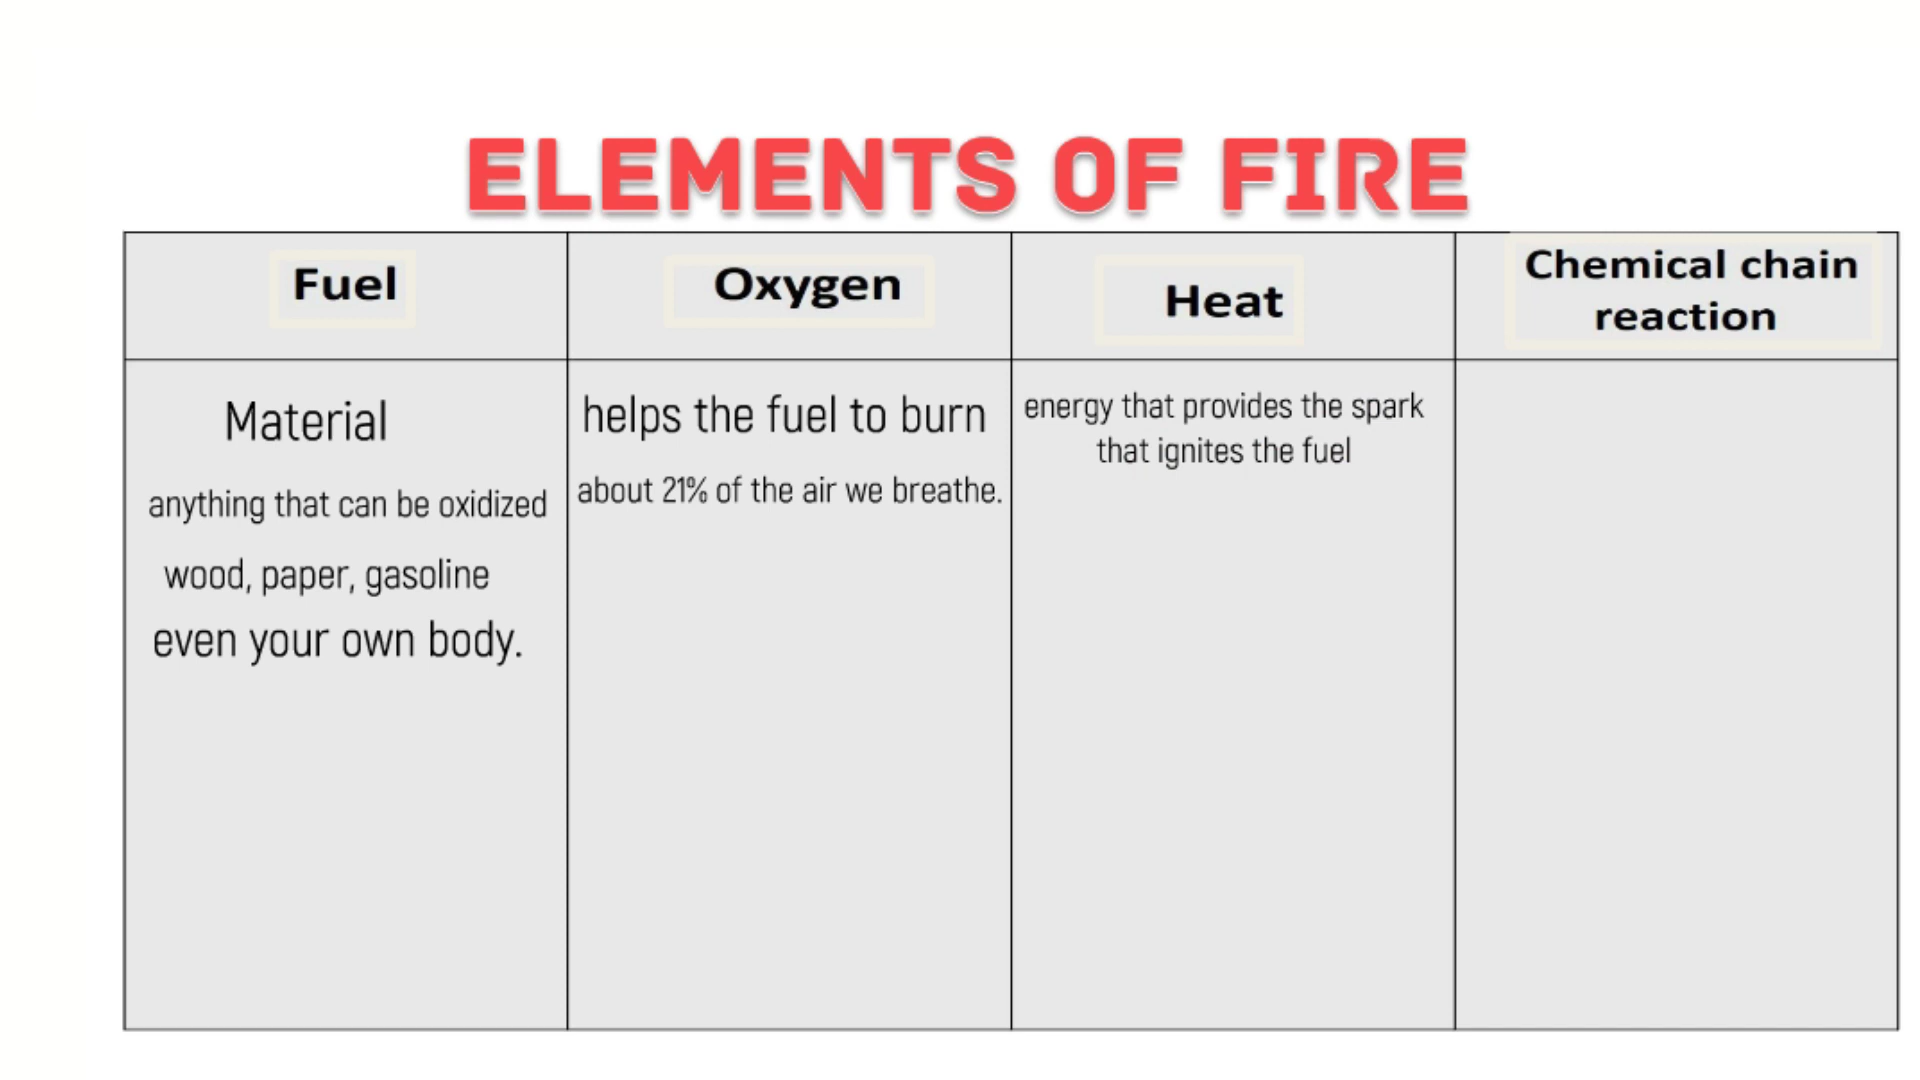 ELEMENTS OF FIRE
Fuel
Oxygen
Heat
Chemical chain
reaction
Material
anything that can be oxidized
wood, paper, gasoline
even your own body.
helps the fuel to burn
about 21% of the air we breathe.
energy that provides the spark
that ignites the fuel